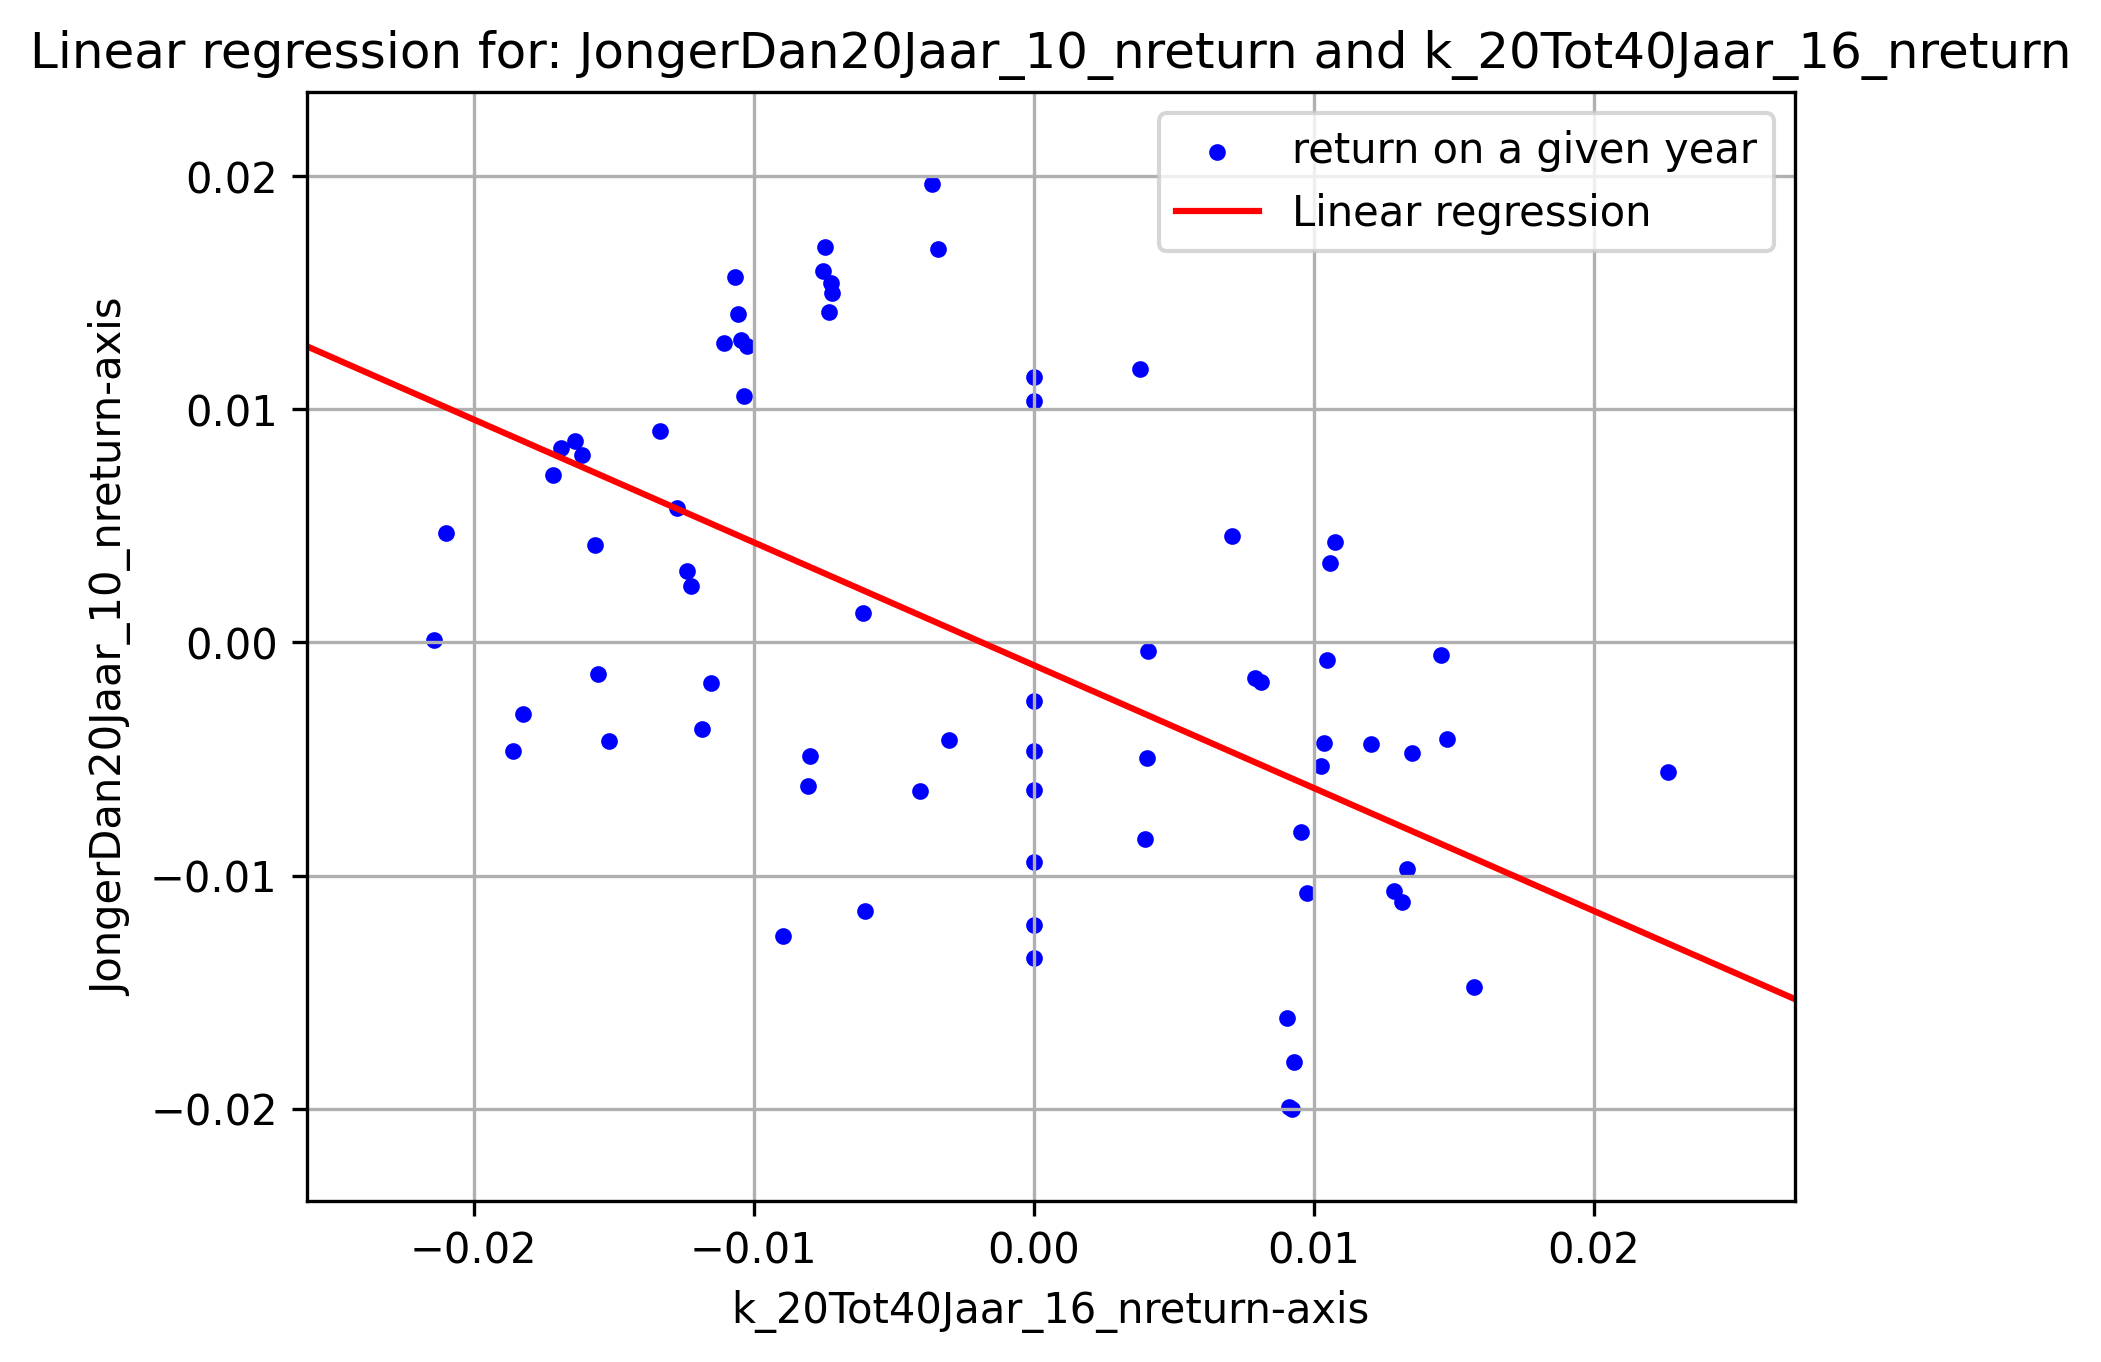 Linear regression for: JongerDan20Jaar_10_nreturn and k_20Tot40Jaar_16_nreturn
return on a given year
Linear regression
0.02
0.01
0.00
−0.01
−0.02
JongerDan20Jaar_10_nreturn-axis
−0.02 −0.01 0.00 0.01 0.02
k_20Tot40Jaar_16_nreturn-axis